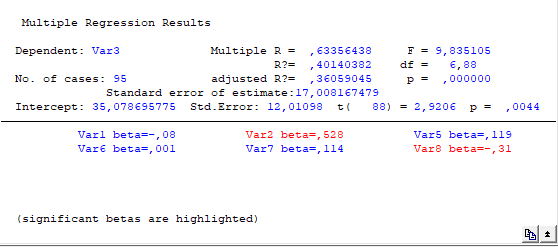 Multiple Regression Results
Dependent: Var3 Multiple R = ,63356438 F = 9,835105
R?= ,40140382 df = 6,88
No. of cases: 95 adjusted R?= ,36059045 p = ,000000
Standard error of estimate:17,008167479
Intercept: 35,078695775 Std.Error: 12,01098 t( 88) = 2,9206 p = ,0044
Var1 beta=-,08 Var2 beta=,528 Var5 beta=,119
Var6 beta=,001 Var7 beta=,114 Var8 beta=-,31
(significant betas are highlighted)